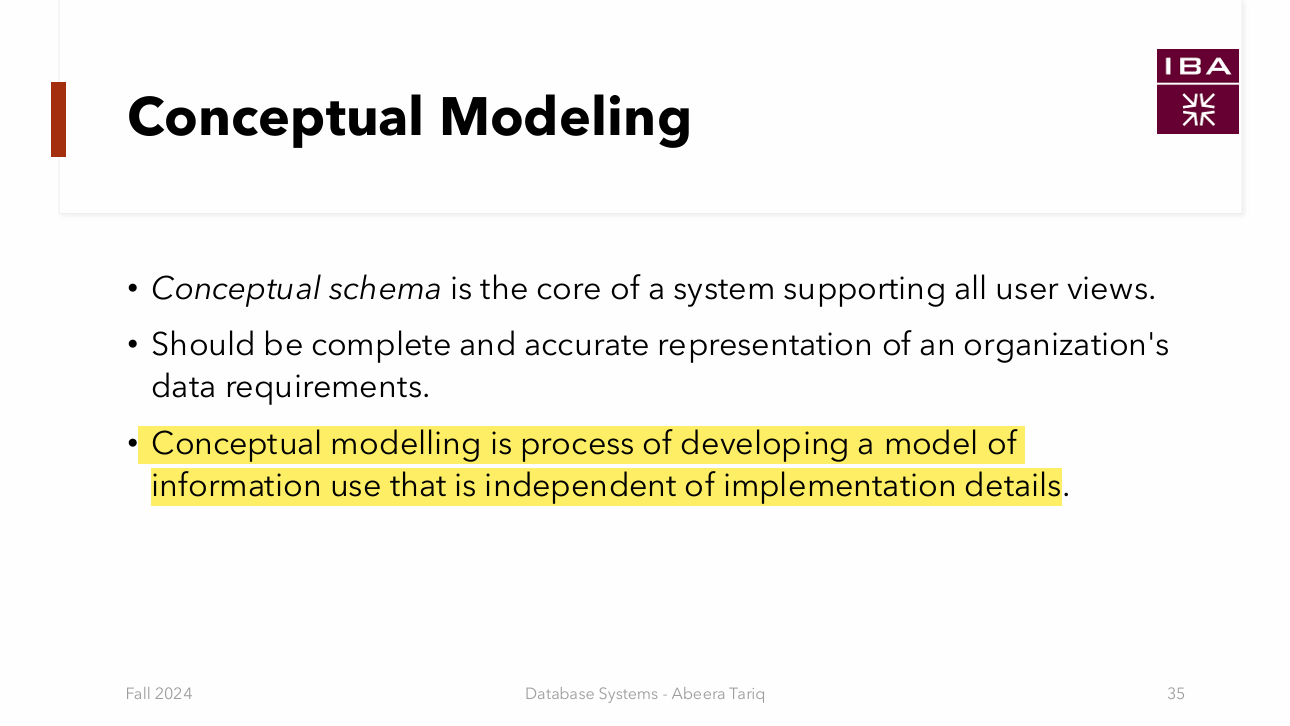 IBA
Conceptual Modeling
• Conceptual schema is the core of a system supporting all user views.
• Should be complete and accurate representation of an organization's
data requirements.
• Conceptual modelling is process of developing a model of
information use that is independent of implementation details.
Fall 2024
Database Systems - Abeera Tariq
35